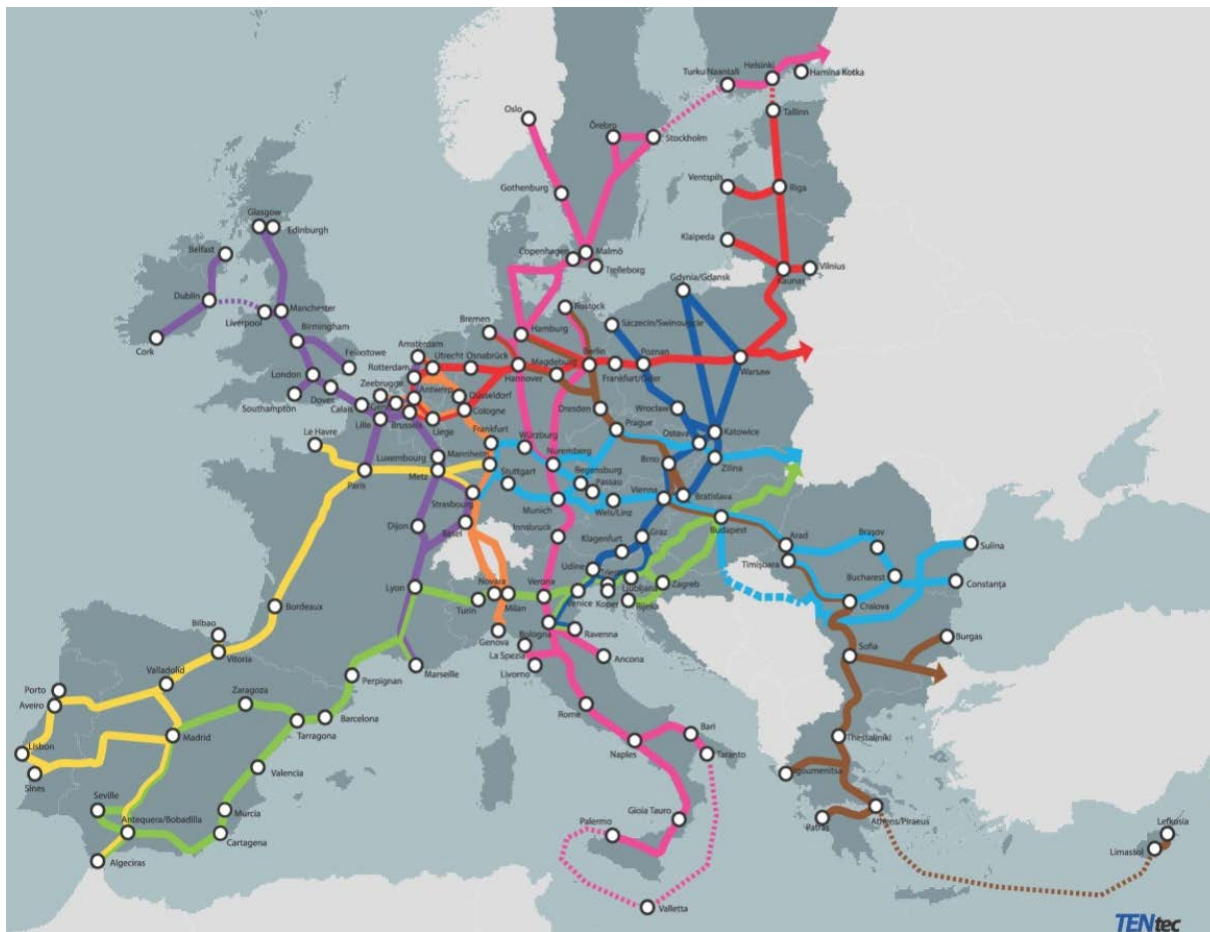 Helsinki
Turku Naantali
Hamina Kotka
Oslo
Örebro
Stockholm
Tallinn
Ventspils
Riga
Gothenburg
Glasgow
Edinburgh
Klaipeda
Belfast
Copenhagen
Malmö
Trelleborg
Vilnius
Kaunas
Gdynia/Gdansk
Dublin
Manchester
Liverpool
Rostock
Szczecin/Swinoujscie
Bremen
Hamburg
Birmingham
Cork
Felixstowe
Amsterdam
Utrecht
Osnabrück
Berlin
Poznan
Warsaw
Rotterdam
Magdeburg
Hannover
Frankfurt/Oder
London
Zeebrugge
Antwerp
Düsseldorf
Southampton
Dover
Calais
Cologne
Dresden
Wroclaw
Lille
Brussels
Liege
Le Havre
Frankfurt
Prague
Würzburg
Ostava
Katowice
Luxembourg
Mannheim
Nuremberg
Brno
Zilina
Paris
Metz
Stuttgart
Regensburg
Passau
Strasbourg
Vienna
Bratislava
Munich
Wels/Linz
Dijon
Basel
Innsbruck
Budapest
Klagenfurt
Graz
Arad
Braşov
Sulina
Udine
Timişoara
Lyon
Novara
Verona
Ljubljana
Zagreb
Bucharest
Constanţa
Turin
Milan
Venice
Koper
Rijeka
Craiova
Bordeaux
Bilbao
Genova
Bologna
Ravenna
Vitoria
La Spezia
Ancona
Sofia
Burgas
Valladolid
Marseille
Livorno
Perpignan
Porto
Zaragoza
Aveiro
Barcelona
Rome
Tarragona
Lisbon
Madrid
Bari
Naples
Taranto
Thessaloniki
Sines
Valencia
Igoumenitsa
Seville
Murcia
Gioia Tauro
Antequera/Bobadilla
Palermo
Patras
Athens/Piraeus
Cartagena
Lefkosia
Limassol
Algeciras
Valletta
TENtec